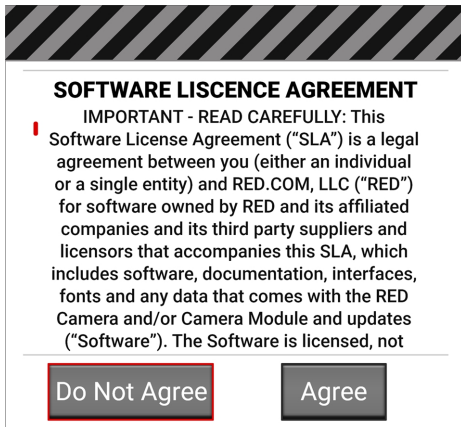 SOFTWARE LISCENCE AGREEMENT
IMPORTANT - READ CAREFULLY: This
Software License Agreement (“SLA”) is a legal
agreement between you (either an individual
or a single entity) and RED.COM, LLC (“RED”)
for software owned by RED and its affiliated
companies and its third party suppliers and
licensors that accompanies this SLA, which
includes software, documentation, interfaces,
fonts and any data that comes with the RED
Camera and/or Camera Module and updates
(“Software”). The Software is licensed, not
Do Not Agree
Agree